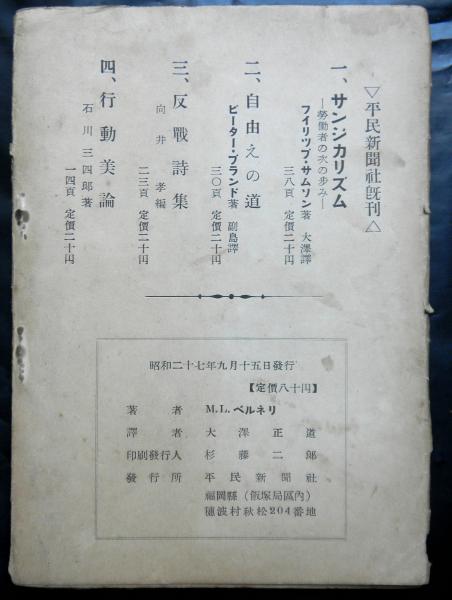 ▽平民新聞社既刊△
一、サンジカリズム
―労働者の次の歩み―
フイリツプ・サムソン著 大澤譯
三八頁 定價二十円
二、自由えの道
ピーター・ブランド著 副島譯
三〇頁 定價二十円
三、反戰詩集
向井孝編
二三頁 定價二十円
四、行動美論
石川三四郎著
一四頁 定價二十円
昭和二十七年九月十五日發行
【定價八十円】
著者 M.L.ベルネリ
譯者 大澤正道
印刷發行人 杉藤二郎
發行所 平民新聞社
福岡縣(飯塚局區内)
穗波村秋松204番地